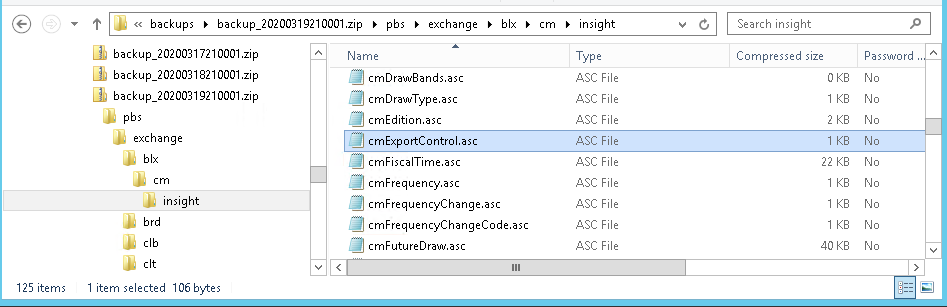 « backups › backup_20200319210001.zip › pbs › exchange › blx › cm › insight
Search insight
backup_20200317210001.zip
backup_20200318210001.zip
backup_20200319210001.zip
pbs
exchange
blx
cm
insight
brd
clb
clt
Name Type Compressed size Password ...
cmDrawBands.asc ASC File 0 KB No
cmDrawType.asc ASC File 1 KB No
cmEdition.asc ASC File 2 KB No
cmExportControl.asc ASC File 1 KB No
cmFiscalTime.asc ASC File 22 KB No
cmFrequency.asc ASC File 1 KB No
cmFrequencyChange.asc ASC File 1 KB No
cmFrequencyChangeCode.asc ASC File 1 KB No
cmFutureDraw.asc ASC File 40 KB No
125 items 1 item selected 106 bytes